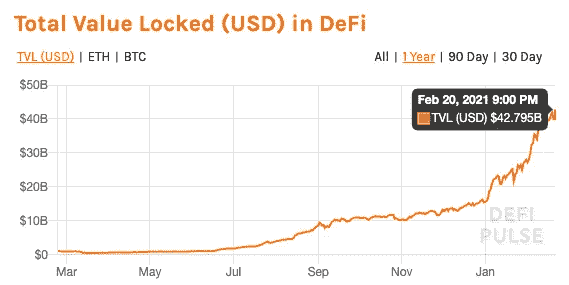 Total Value Locked (USD) in DeFi
TVL (USD) | ETH | BTC
All | 1 Year | 90 Day | 30 Day
$50B
Feb 20, 2021 9:00 PM
TVL (USD) $42.795B
$40B
$30B
$20B
$10B
DEFI
PULSE
$0
Mar May Jul Sep Nov Jan